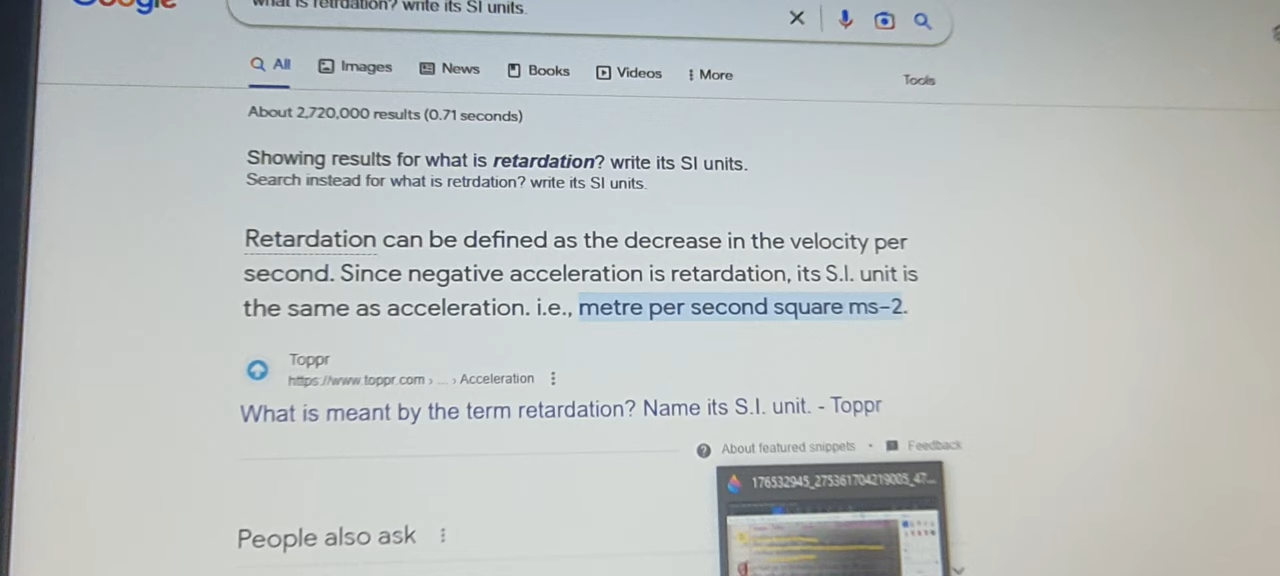 Google
what is retrdation? write its SI units.
All Images News Books Videos More Tools
About 2,720,000 results (0.71 seconds)
Showing results for what is retardation? write its SI units.
Search instead for what is retrdation? write its SI units.
Retardation can be defined as the decrease in the velocity per
second. Since negative acceleration is retardation, its S.I. unit is
the same as acceleration. i.e., metre per second square ms−2.
Toppr
https://www.toppr.com › ... › Acceleration
What is meant by the term retardation? Name its S.I. unit. - Toppr
About featured snippets • Feedback
176532945_275361704219005_47...
People also ask